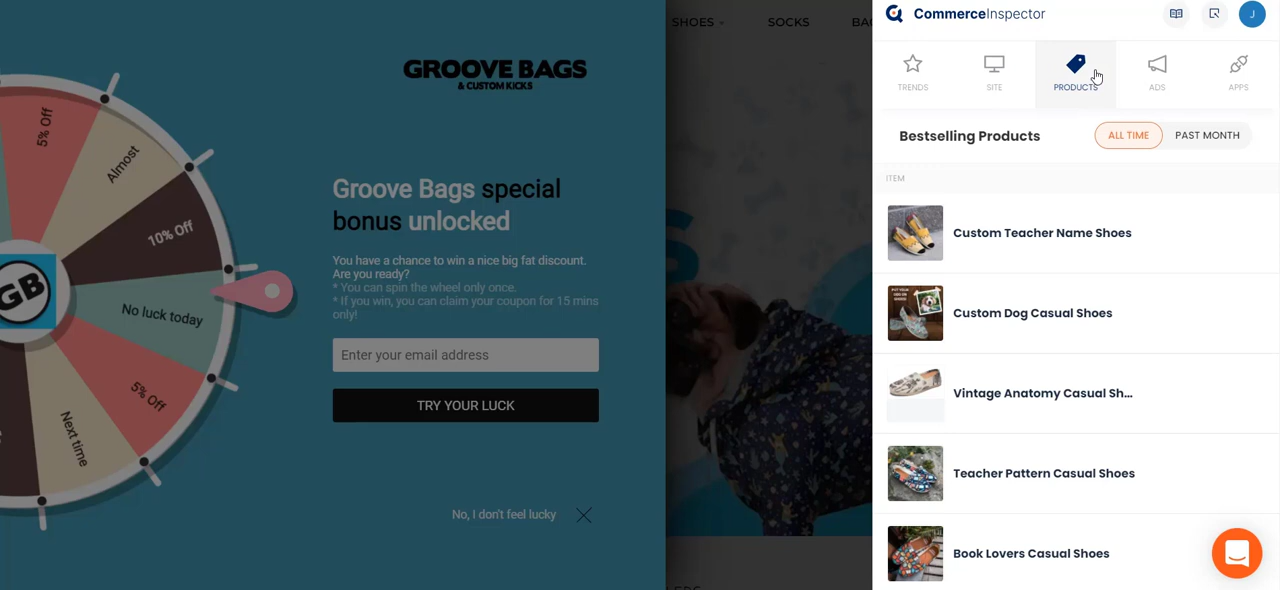 SHOES
SOCKS
GROOVE BAGS
& CUSTOM KICKS
5% Off
Almost
10% Off
No luck today
5% Off
Next time
GB
Groove Bags special
bonus unlocked
You have a chance to win a nice big fat discount.
Are you ready?
* You can spin the wheel only once.
* If you win, you can claim your coupon for 15 mins
only!
Enter your email address
TRY YOUR LUCK
No, I don't feel lucky
CommerceInspector
J
TRENDS
SITE
PRODUCTS
ADS
APPS
Bestselling Products
ALL TIME
PAST MONTH
ITEM
Custom Teacher Name Shoes
Custom Dog Casual Shoes
Vintage Anatomy Casual Sh...
Teacher Pattern Casual Shoes
Book Lovers Casual Shoes